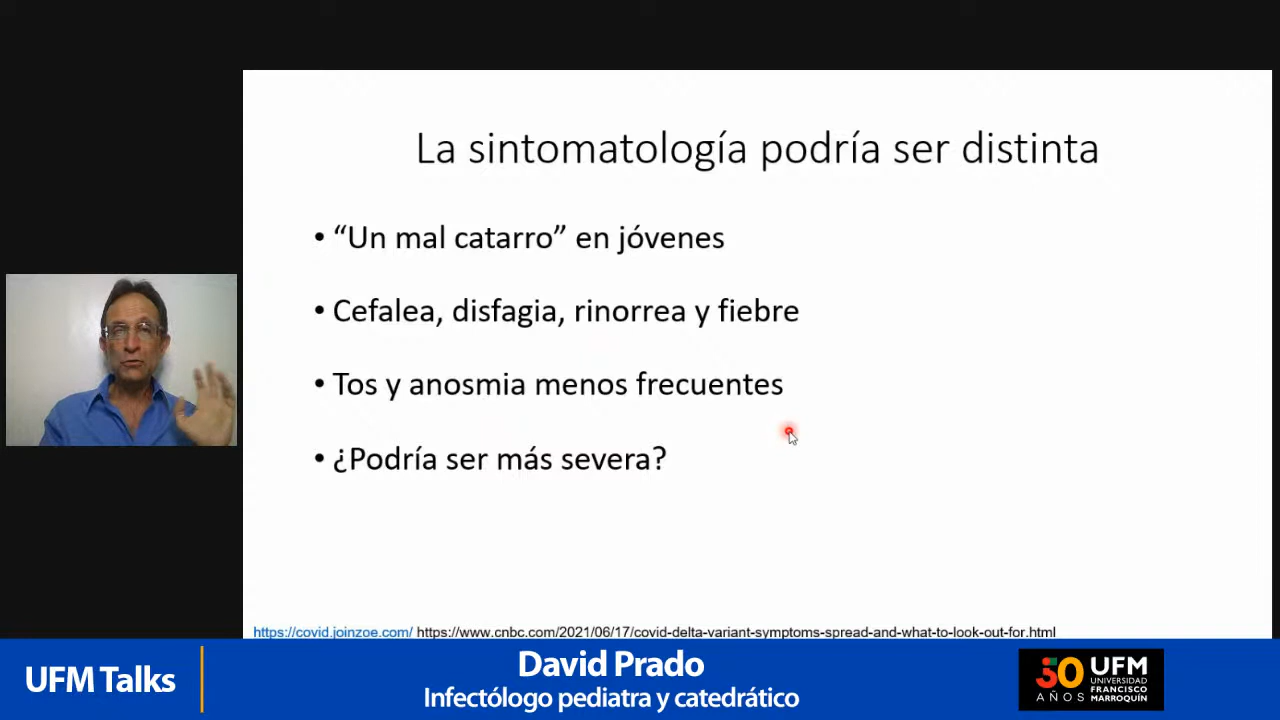 La sintomatología podría ser distinta
• “Un mal catarro” en jóvenes
• Cefalea, disfagia, rinorrea y fiebre
• Tos y anosmia menos frecuentes
• ¿Podría ser más severa?
https://covid.joinzoe.com/ https://www.cnbc.com/2021/06/17/covid-delta-variant-symptoms-spread-and-what-to-look-out-for.html
UFM Talks
David Prado
Infectólogo pediatra y catedrático
50 AÑOS
UFM
UNIVERSIDAD
FRANCISCO
MARROQUÍN